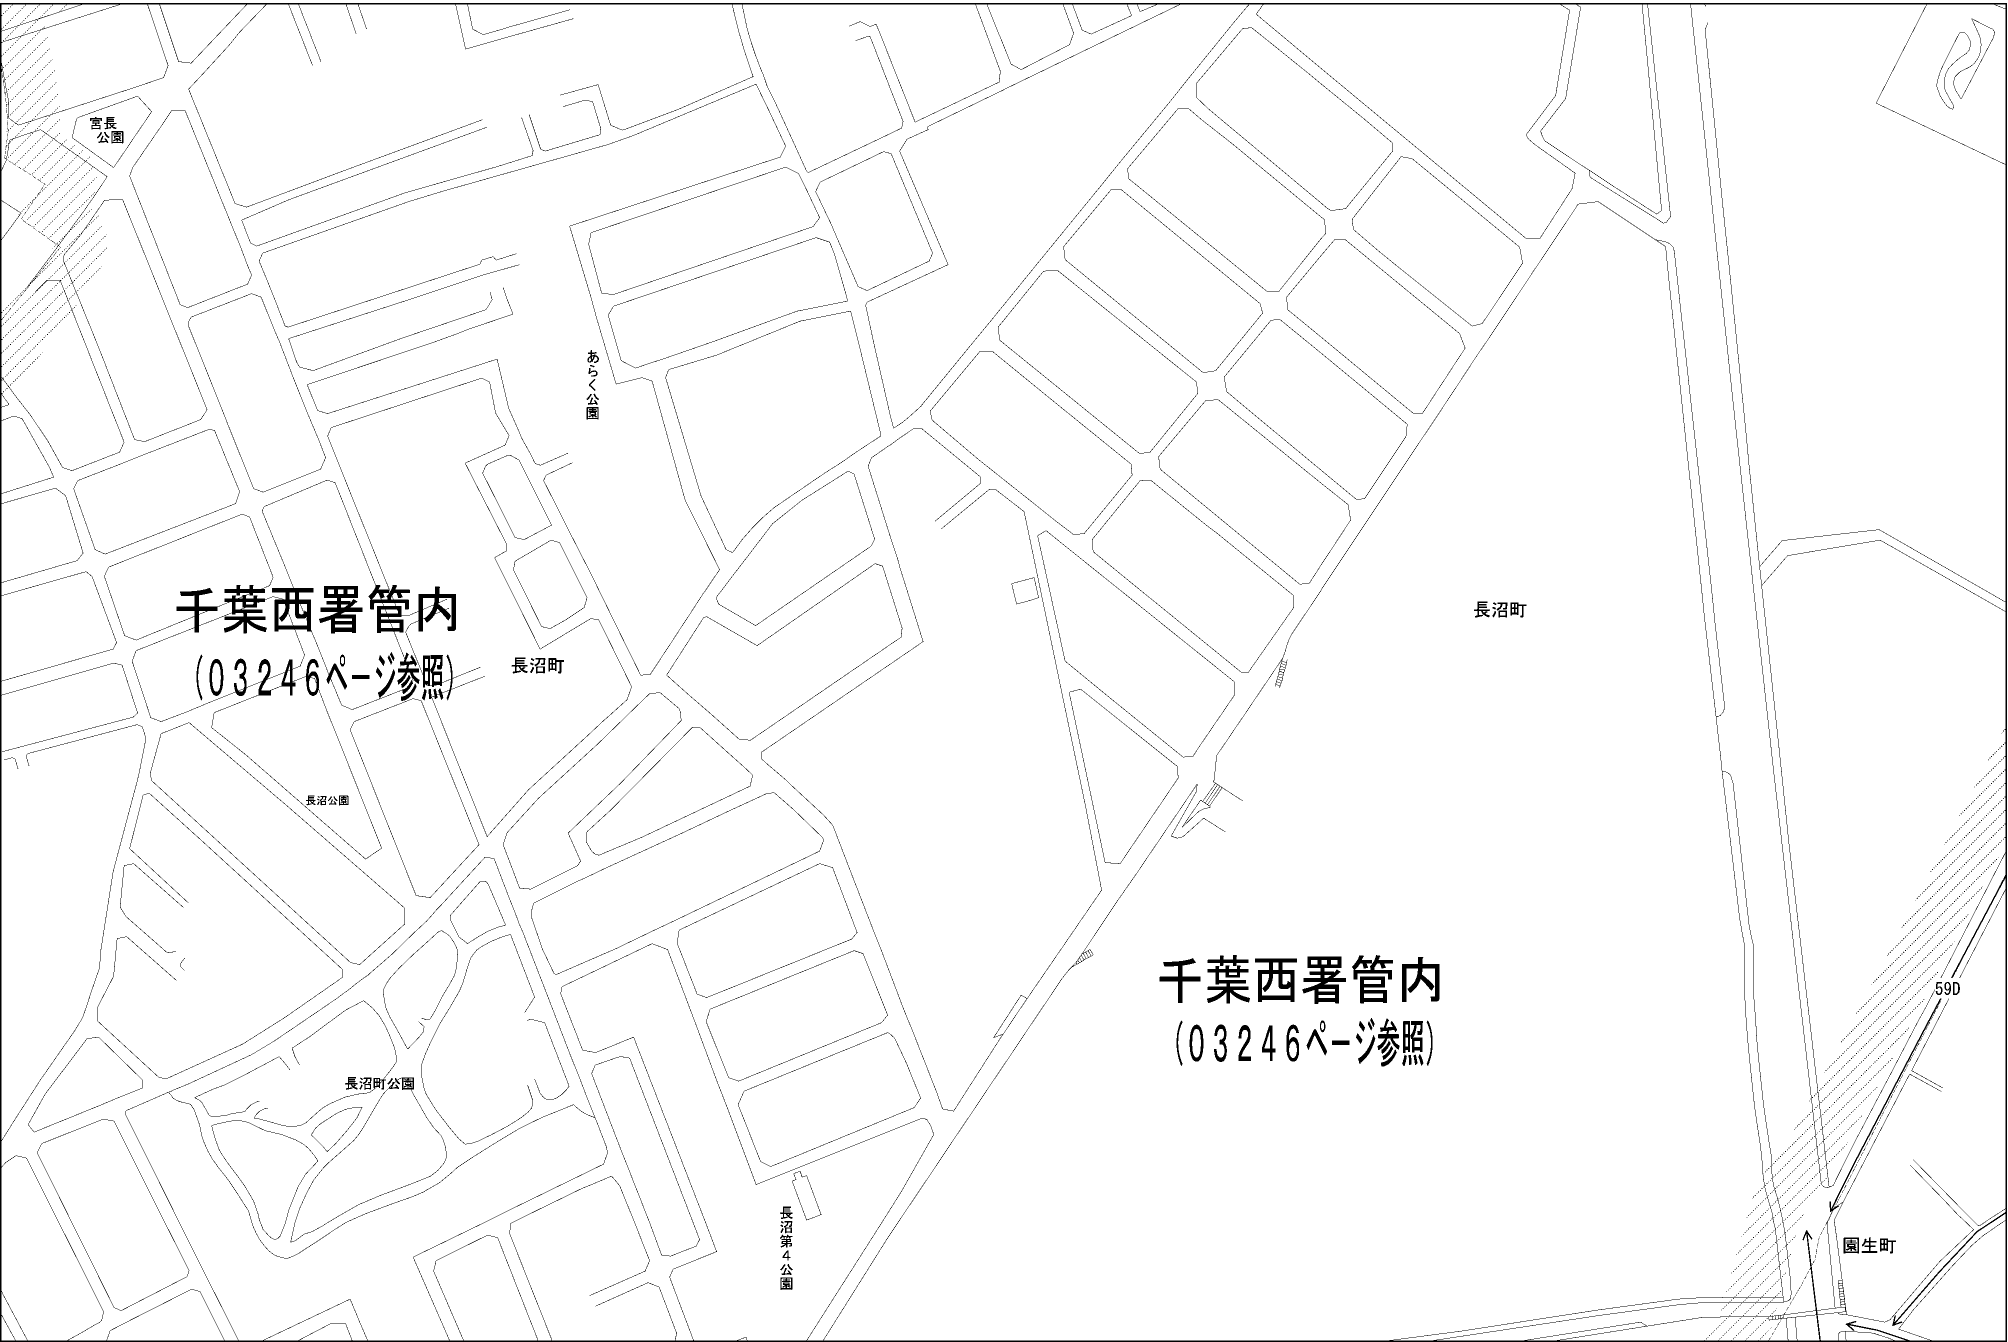 宮長
公園
あらく公園
千葉西署管内
(03246ページ参照)
長沼町
長沼町
長沼公園
千葉西署管内
(03246ページ参照)
59D
長沼町公園
長沼第4公園
園生町